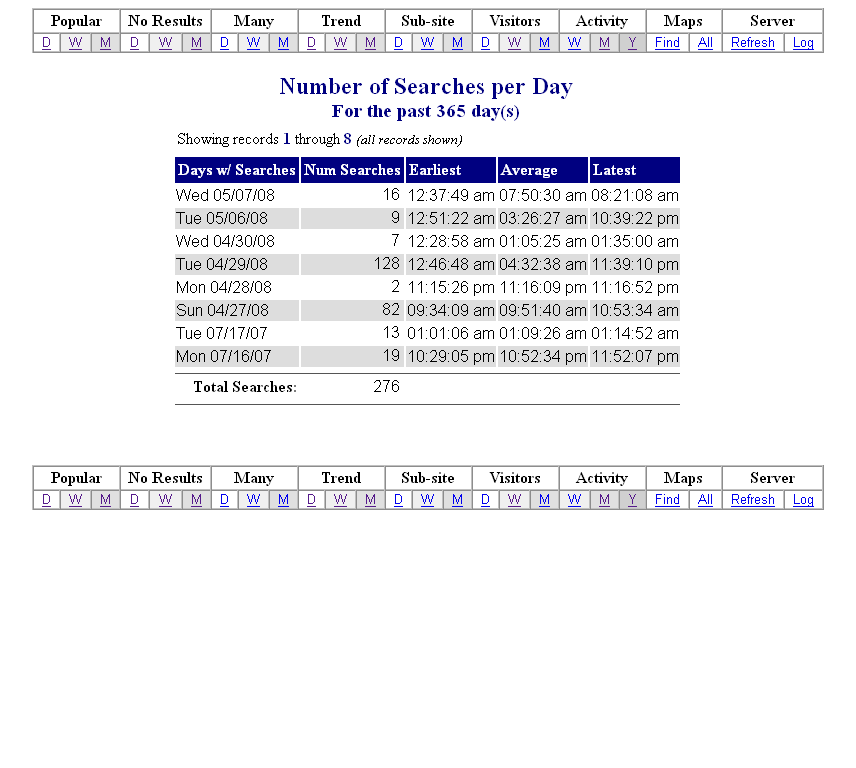 Popular No Results Many Trend Sub-site Visitors Activity Maps Server
D W M D W M D W M D W M D W M D W M W M Y Find All Refresh Log
Number of Searches per Day
For the past 365 day(s)
Showing records 1 through 8 (all records shown)
Days w/ Searches Num Searches Earliest Average Latest
Wed 05/07/08 16 12:37:49 am 07:50:30 am 08:21:08 am
Tue 05/06/08 9 12:51:22 am 03:26:27 am 10:39:22 pm
Wed 04/30/08 7 12:28:58 am 01:05:25 am 01:35:00 am
Tue 04/29/08 128 12:46:48 am 04:32:38 am 11:39:10 pm
Mon 04/28/08 2 11:15:26 pm 11:16:09 pm 11:16:52 pm
Sun 04/27/08 82 09:34:09 am 09:51:40 am 10:53:34 am
Tue 07/17/07 13 01:01:06 am 01:09:26 am 01:14:52 am
Mon 07/16/07 19 10:29:05 pm 10:52:34 pm 11:52:07 pm
Total Searches: 276
Popular No Results Many Trend Sub-site Visitors Activity Maps Server
D W M D W M D W M D W M D W M D W M W M Y Find All Refresh Log